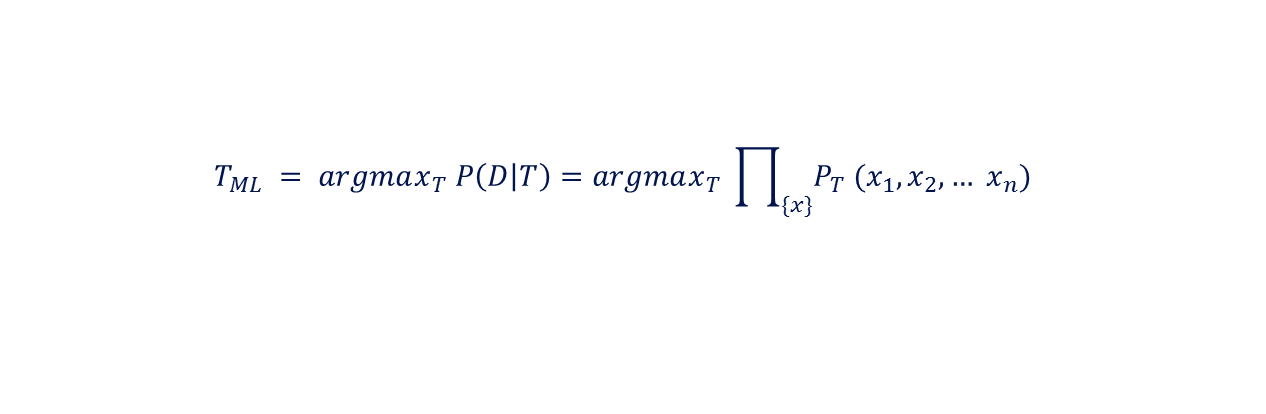 T_ML = argmax_T P(D|T) = argmax_T ∏_{x} P_T (x_1, x_2, … x_n)